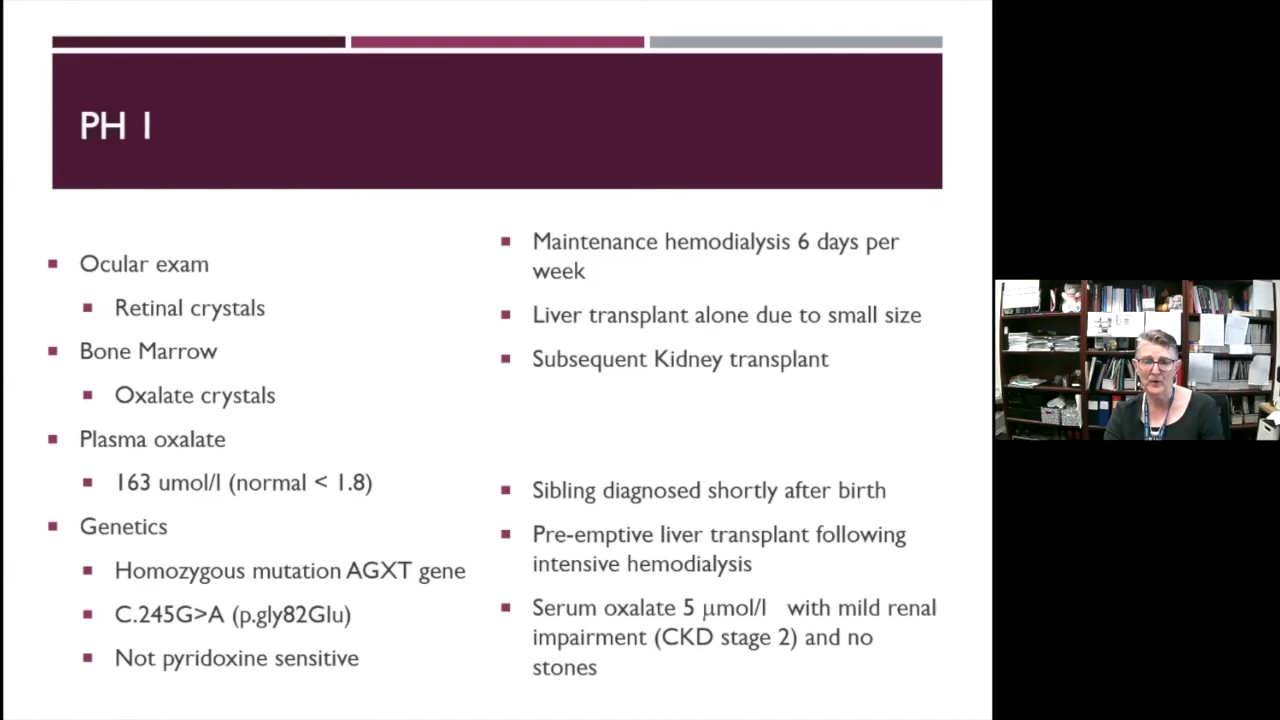 PH 1
Ocular exam
Retinal crystals
Bone Marrow
Oxalate crystals
Plasma oxalate
163 umol/l (normal < 1.8)
Genetics
Homozygous mutation AGXT gene
C.245G>A (p.gly82Glu)
Not pyridoxine sensitive
Maintenance hemodialysis 6 days per
week
Liver transplant alone due to small size
Subsequent Kidney transplant
Sibling diagnosed shortly after birth
Pre-emptive liver transplant following
intensive hemodialysis
Serum oxalate 5 μmol/l with mild renal
impairment (CKD stage 2) and no
stones